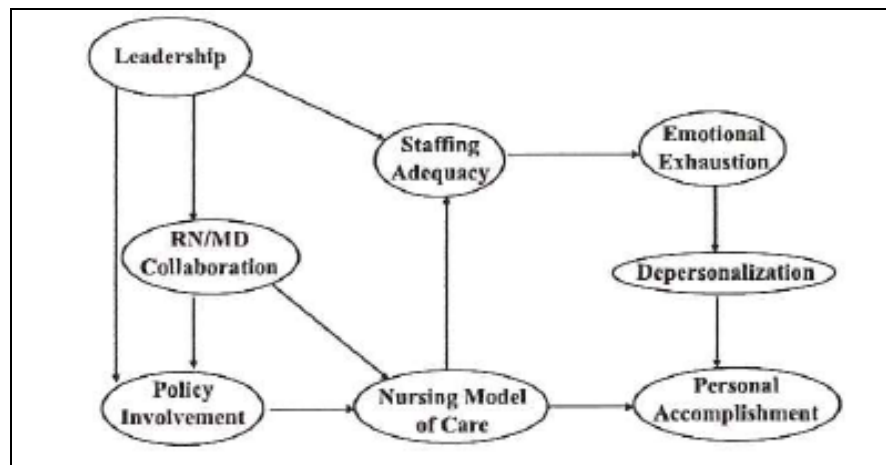 Leadership
Staffing
Adequacy
Emotional
Exhaustion
RN/MD
Collaboration
Depersonalization
Policy
Involvement
Nursing Model
of Care
Personal
Accomplishment